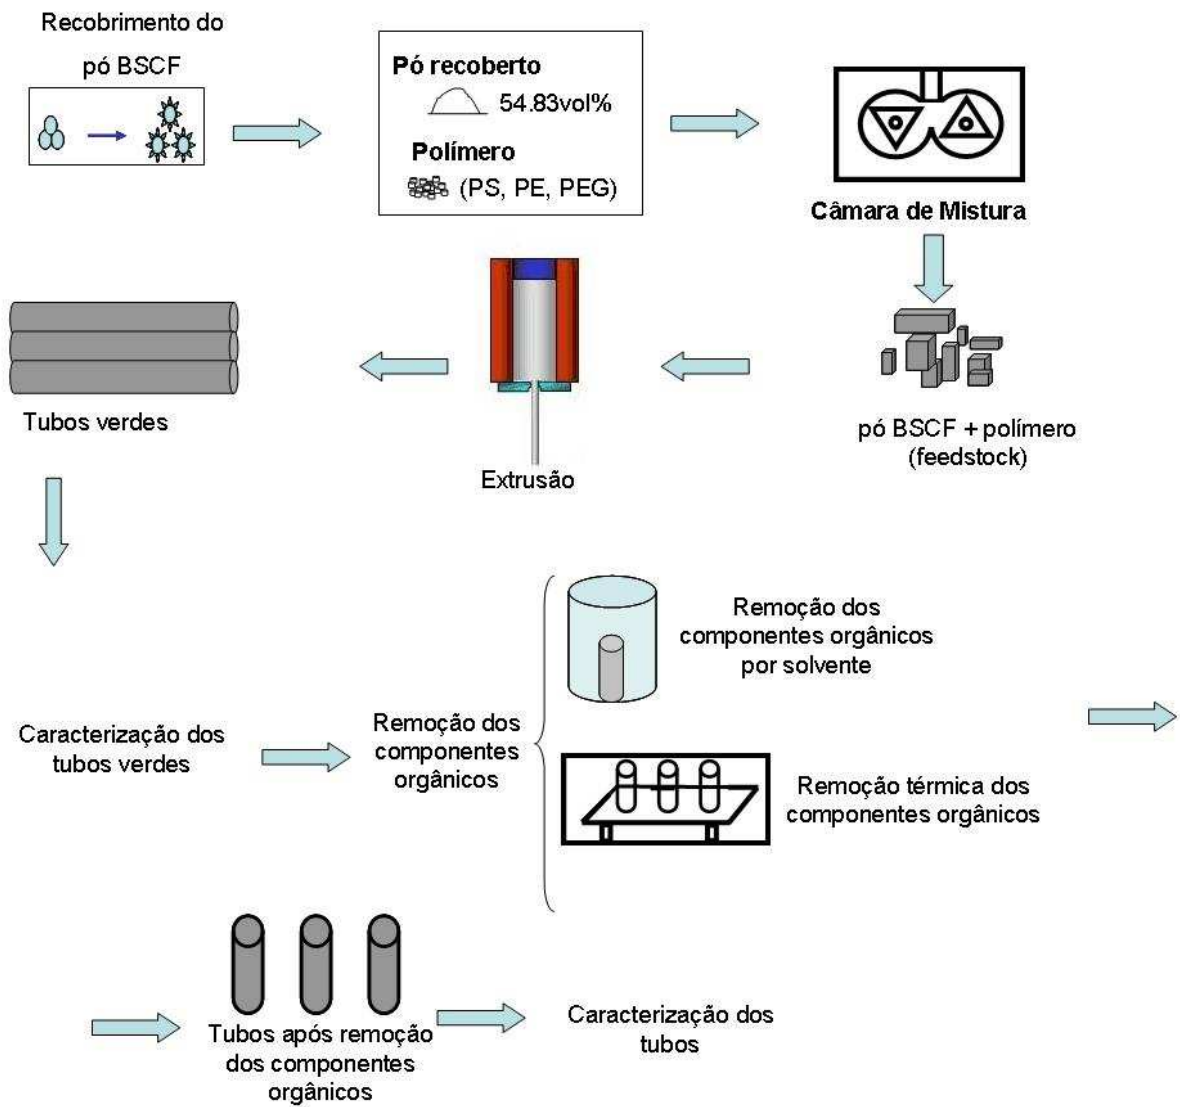 Recobrimento do
pó BSCF
Pó recoberto
54.83vol%
Polímero
(PS, PE, PEG)
Câmara de Mistura
pó BSCF + polímero
(feedstock)
Extrusão
Tubos verdes
Caracterização dos
tubos verdes
Remoção dos
componentes
orgânicos
Remoção dos
componentes orgânicos
por solvente
Remoção térmica dos
componentes orgânicos
Tubos após remoção
dos componentes
orgânicos
Caracterização dos
tubos